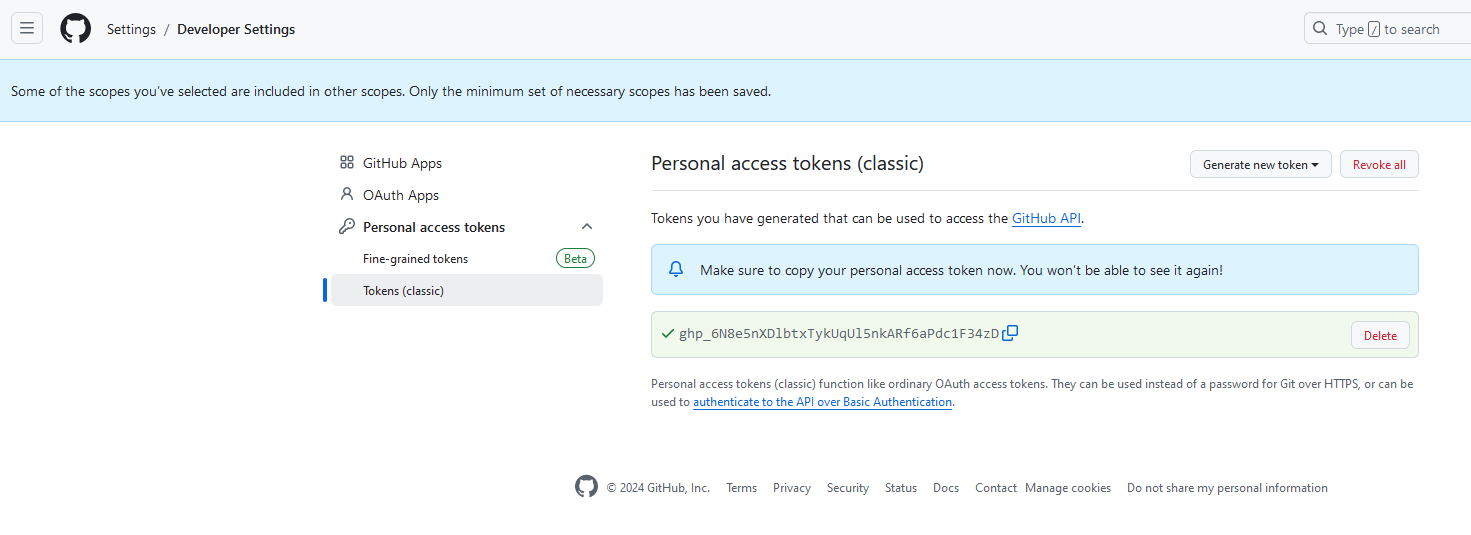 Settings / Developer Settings
Type / to search
Some of the scopes you've selected are included in other scopes. Only the minimum set of necessary scopes has been saved.
GitHub Apps
OAuth Apps
Personal access tokens
Fine-grained tokens Beta
Tokens (classic)
Personal access tokens (classic)
Generate new token
Revoke all
Tokens you have generated that can be used to access the GitHub API.
Make sure to copy your personal access token now. You won't be able to see it again!
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
Delete
Personal access tokens (classic) function like ordinary OAuth access tokens. They can be used instead of a password for Git over HTTPS, or can be
used to authenticate to the API over Basic Authentication.
© 2024 GitHub, Inc. Terms Privacy Security Status Docs Contact Manage cookies Do not share my personal information